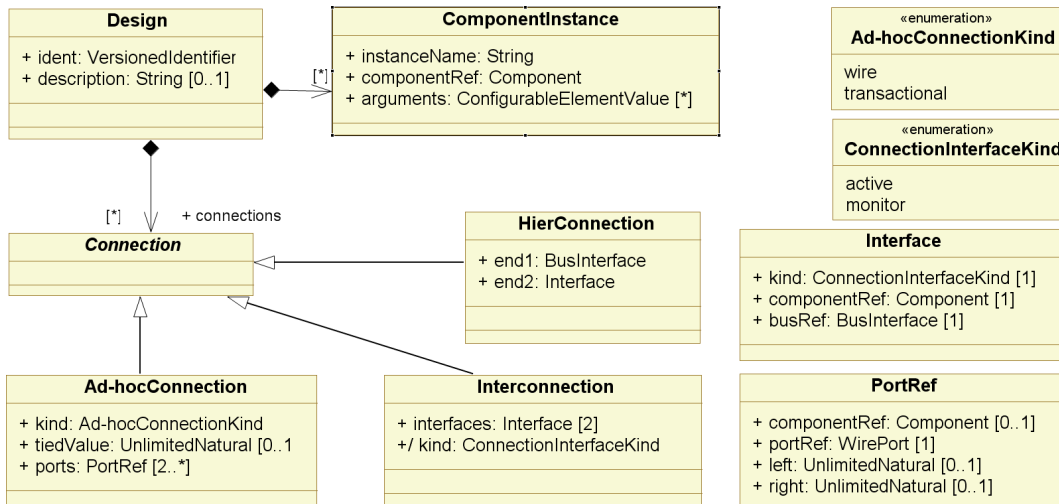 Design
+ ident: VersionedIdentifier
+ description: String [0..1]
ComponentInstance
+ instanceName: String
+ componentRef: Component
+ arguments: ConfigurableElementValue [*]
[*]
«enumeration»
Ad-hocConnectionKind
wire
transactional
«enumeration»
ConnectionInterfaceKind
active
monitor
[*]
+ connections
Connection
HierConnection
+ end1: BusInterface
+ end2: Interface
Interface
+ kind: ConnectionInterfaceKind [1]
+ componentRef: Component [1]
+ busRef: BusInterface [1]
Ad-hocConnection
+ kind: Ad-hocConnectionKind
+ tiedValue: UnlimitedNatural [0..1
+ ports: PortRef [2..*]
Interconnection
+ interfaces: Interface [2]
+/ kind: ConnectionInterfaceKind
PortRef
+ componentRef: Component [0..1]
+ portRef: WirePort [1]
+ left: UnlimitedNatural [0..1]
+ right: UnlimitedNatural [0..1]